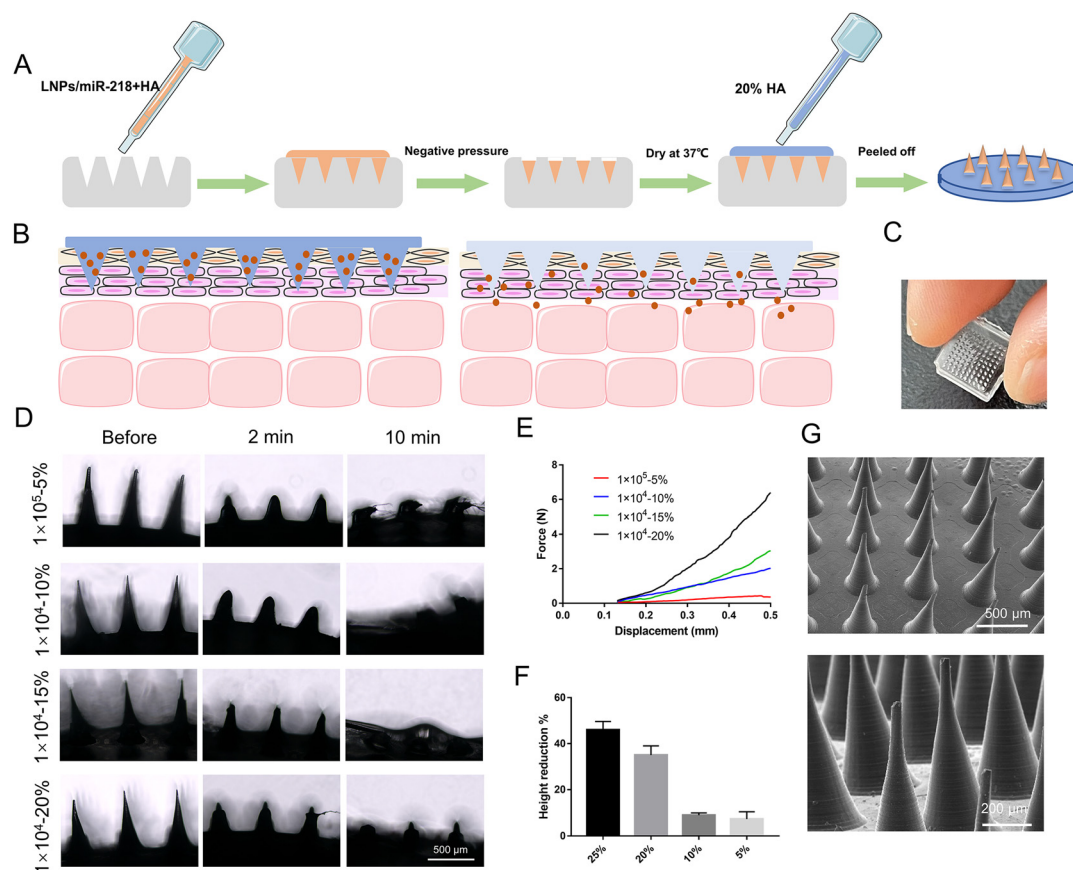 A
LNPs/miR-218+HA
20% HA
Negative pressure
Dry at 37℃
Peeled off
B
C
D
Before
2 min
10 min
1×10⁵-5%
1×10⁴-10%
1×10⁴-15%
1×10⁴-20%
500 μm
E
Force (N)
8
6
4
2
0
1×10⁵-5%
1×10⁴-10%
1×10⁴-15%
1×10⁴-20%
0.0
0.1
0.2
0.3
0.4
0.5
Displacement (mm)
F
Height reduction %
60
40
20
0
25%
20%
10%
5%
G
500 μm
200 μm